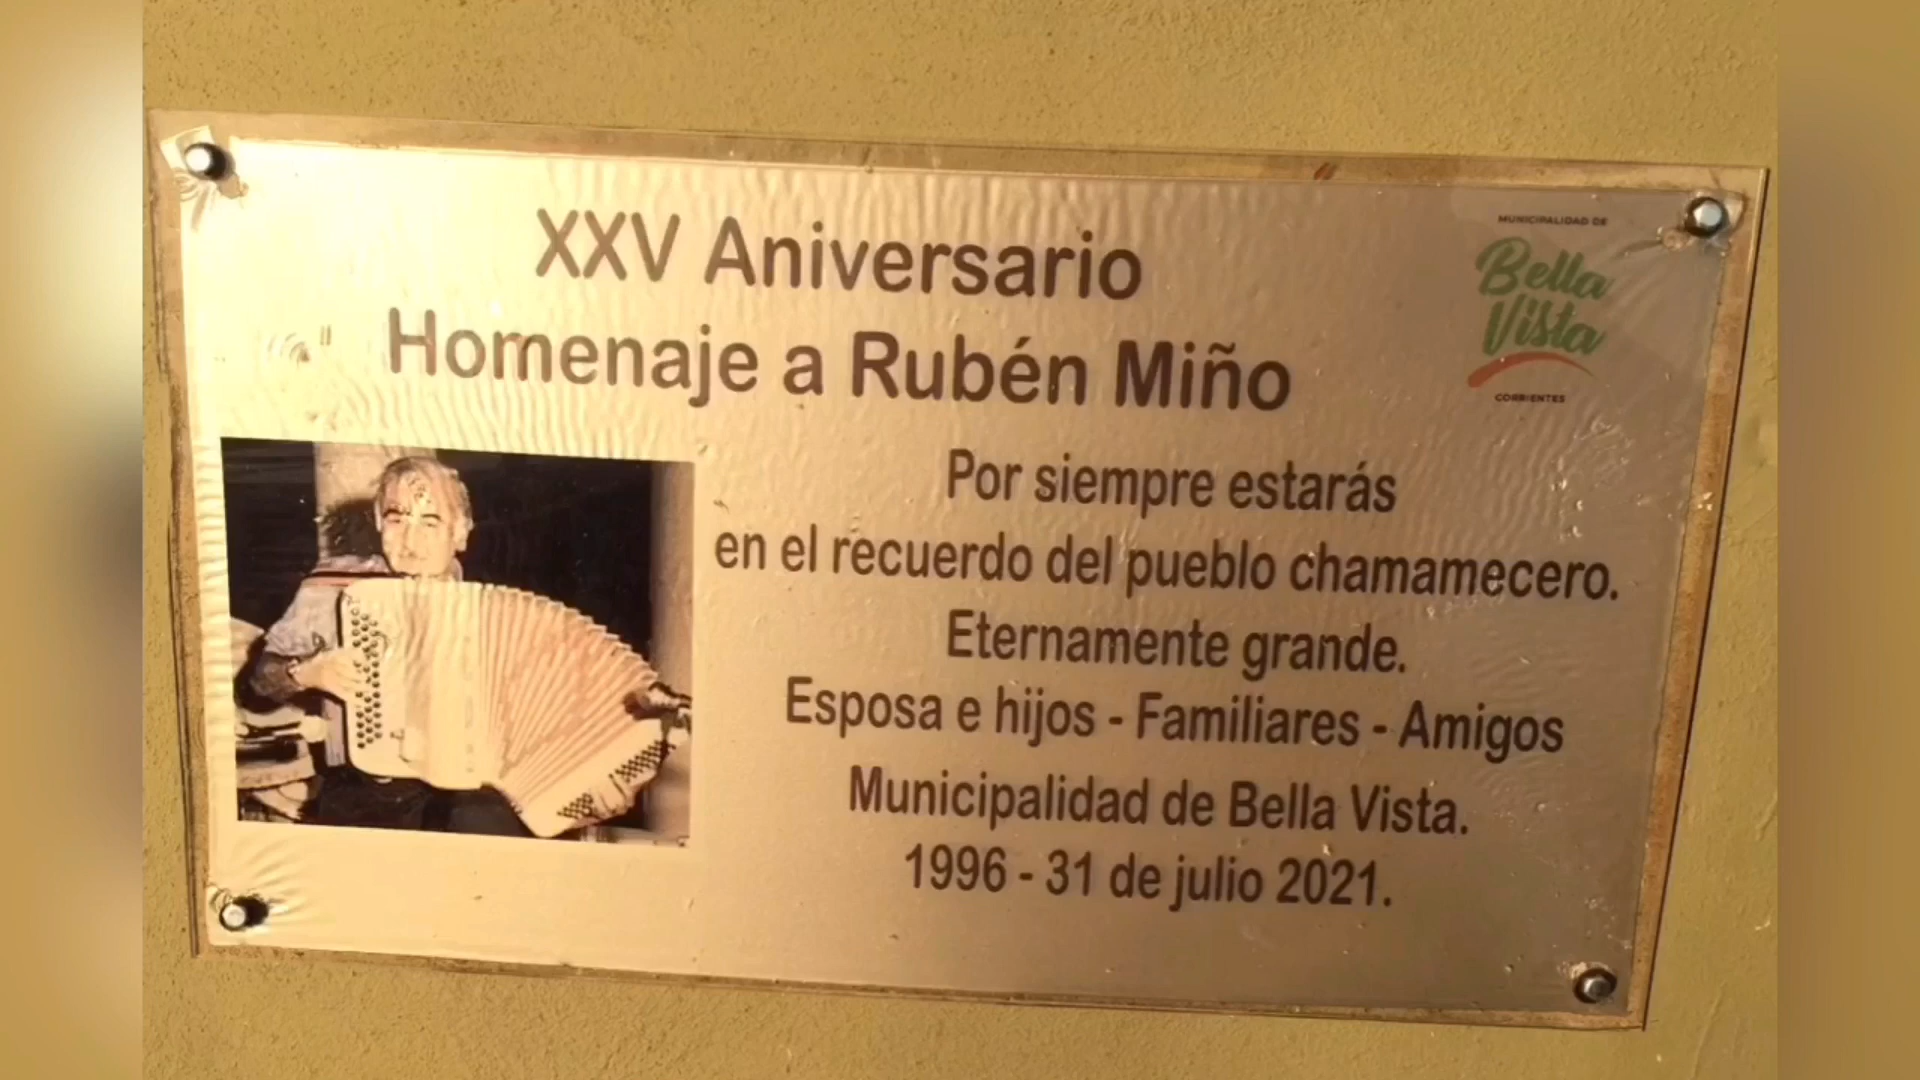 XXV Aniversario
Homenaje a Rubén Miño
MUNICIPALIDAD DE
Bella
Vista
CORRIENTES
Por siempre estarás
en el recuerdo del pueblo chamamecero.
Eternamente grande.
Esposa e hijos - Familiares - Amigos
Municipalidad de Bella Vista.
1996 - 31 de julio 2021.